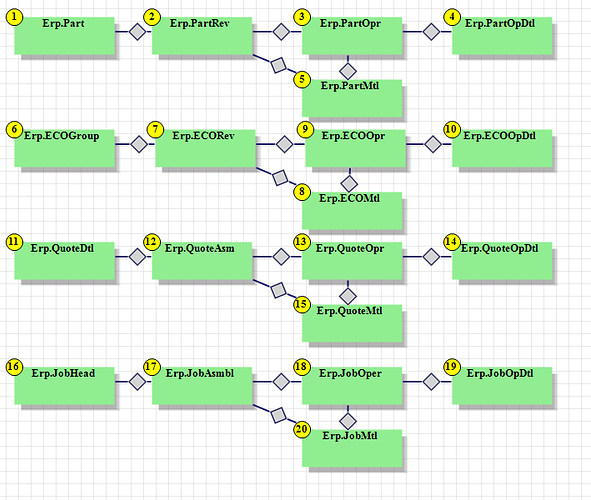 1 Erp.Part
2 Erp.PartRev
3 Erp.PartOpr
4 Erp.PartOpDtl
5 Erp.PartMtl
6 Erp.ECOGroup
7 Erp.ECORev
9 Erp.ECOOpr
10 Erp.ECOOpDtl
8 Erp.ECOMtl
11 Erp.QuoteDtl
12 Erp.QuoteAsm
13 Erp.QuoteOpr
14 Erp.QuoteOpDtl
15 Erp.QuoteMtl
16 Erp.JobHead
17 Erp.JobAsmbl
18 Erp.JobOper
19 Erp.JobOpDtl
20 Erp.JobMtl